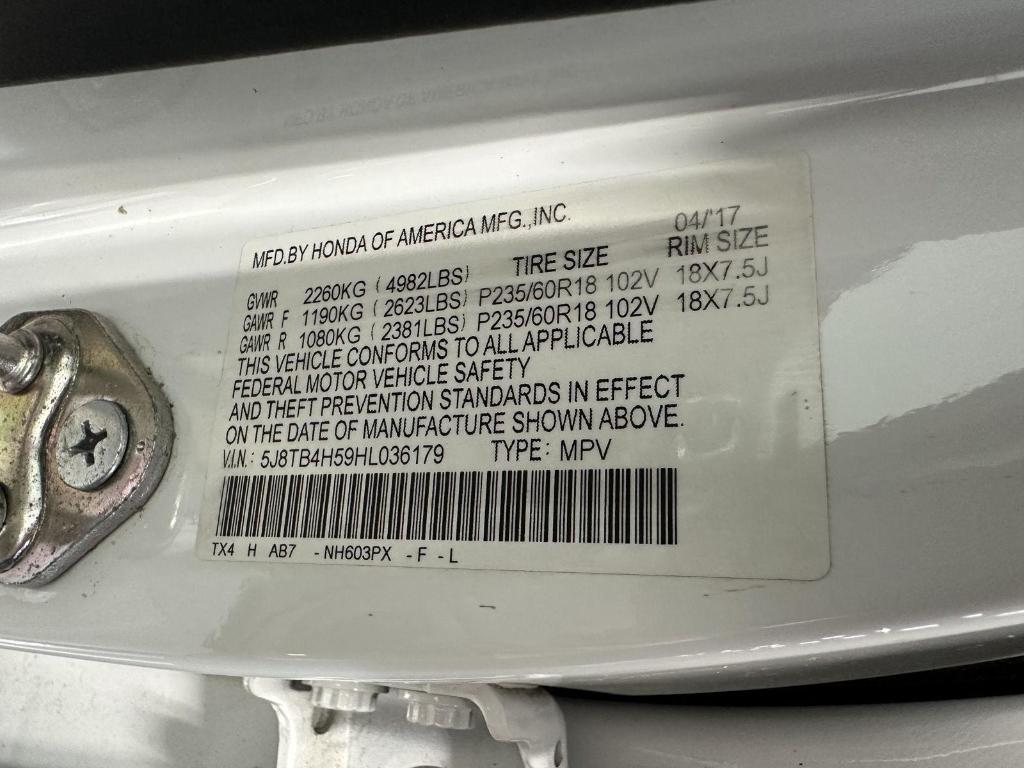 MFD.BY HONDA OF AMERICA MFG.,INC. 04/'17
GVWR 2260KG (4982LBS) TIRE SIZE RIM SIZE
GAWR F 1190KG (2623LBS) P235/60R18 102V 18X7.5J
GAWR R 1080KG (2381LBS) P235/60R18 102V 18X7.5J
THIS VEHICLE CONFORMS TO ALL APPLICABLE
FEDERAL MOTOR VEHICLE SAFETY
AND THEFT PREVENTION STANDARDS IN EFFECT
ON THE DATE OF MANUFACTURE SHOWN ABOVE.
V.I.N.: 5J8TB4H59HL036179 TYPE: MPV
TX4 H AB7 -NH603PX -F -L